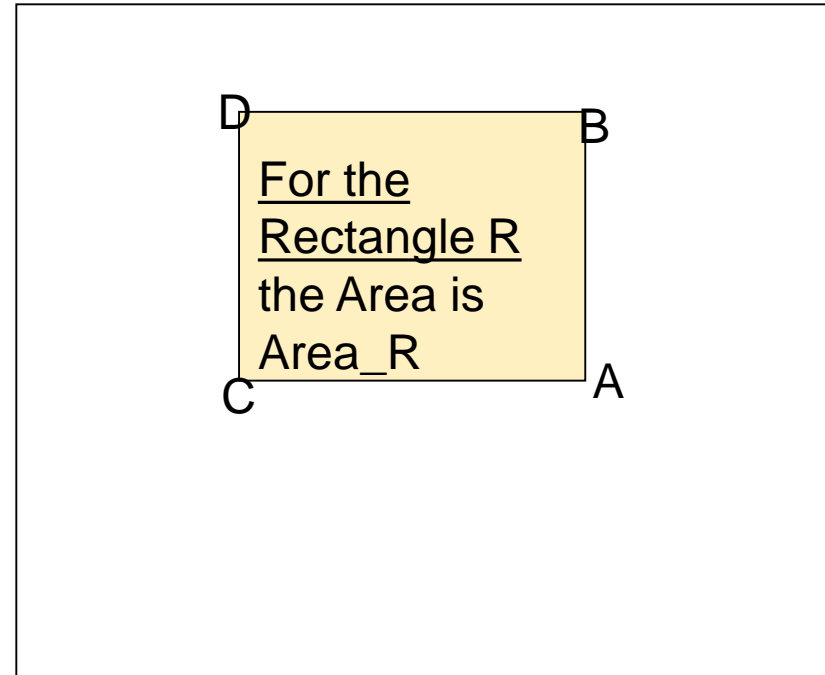 D
B
For the
Rectangle R
the Area is
Area_R
C
A